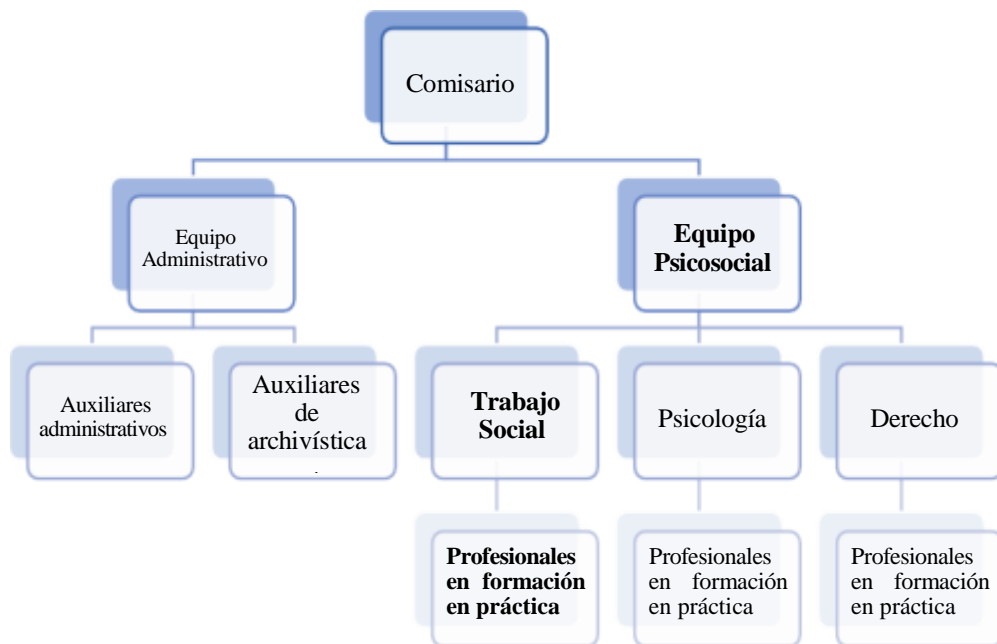 Comisario
Equipo
Administrativo
Equipo
Psicosocial
Auxiliares
administrativos
Auxiliares
de
archivística
.
Trabajo
Social
Psicología
Derecho
Profesionales
en formación
en práctica
Profesionales
en formación
en práctica
Profesionales
en formación
en práctica